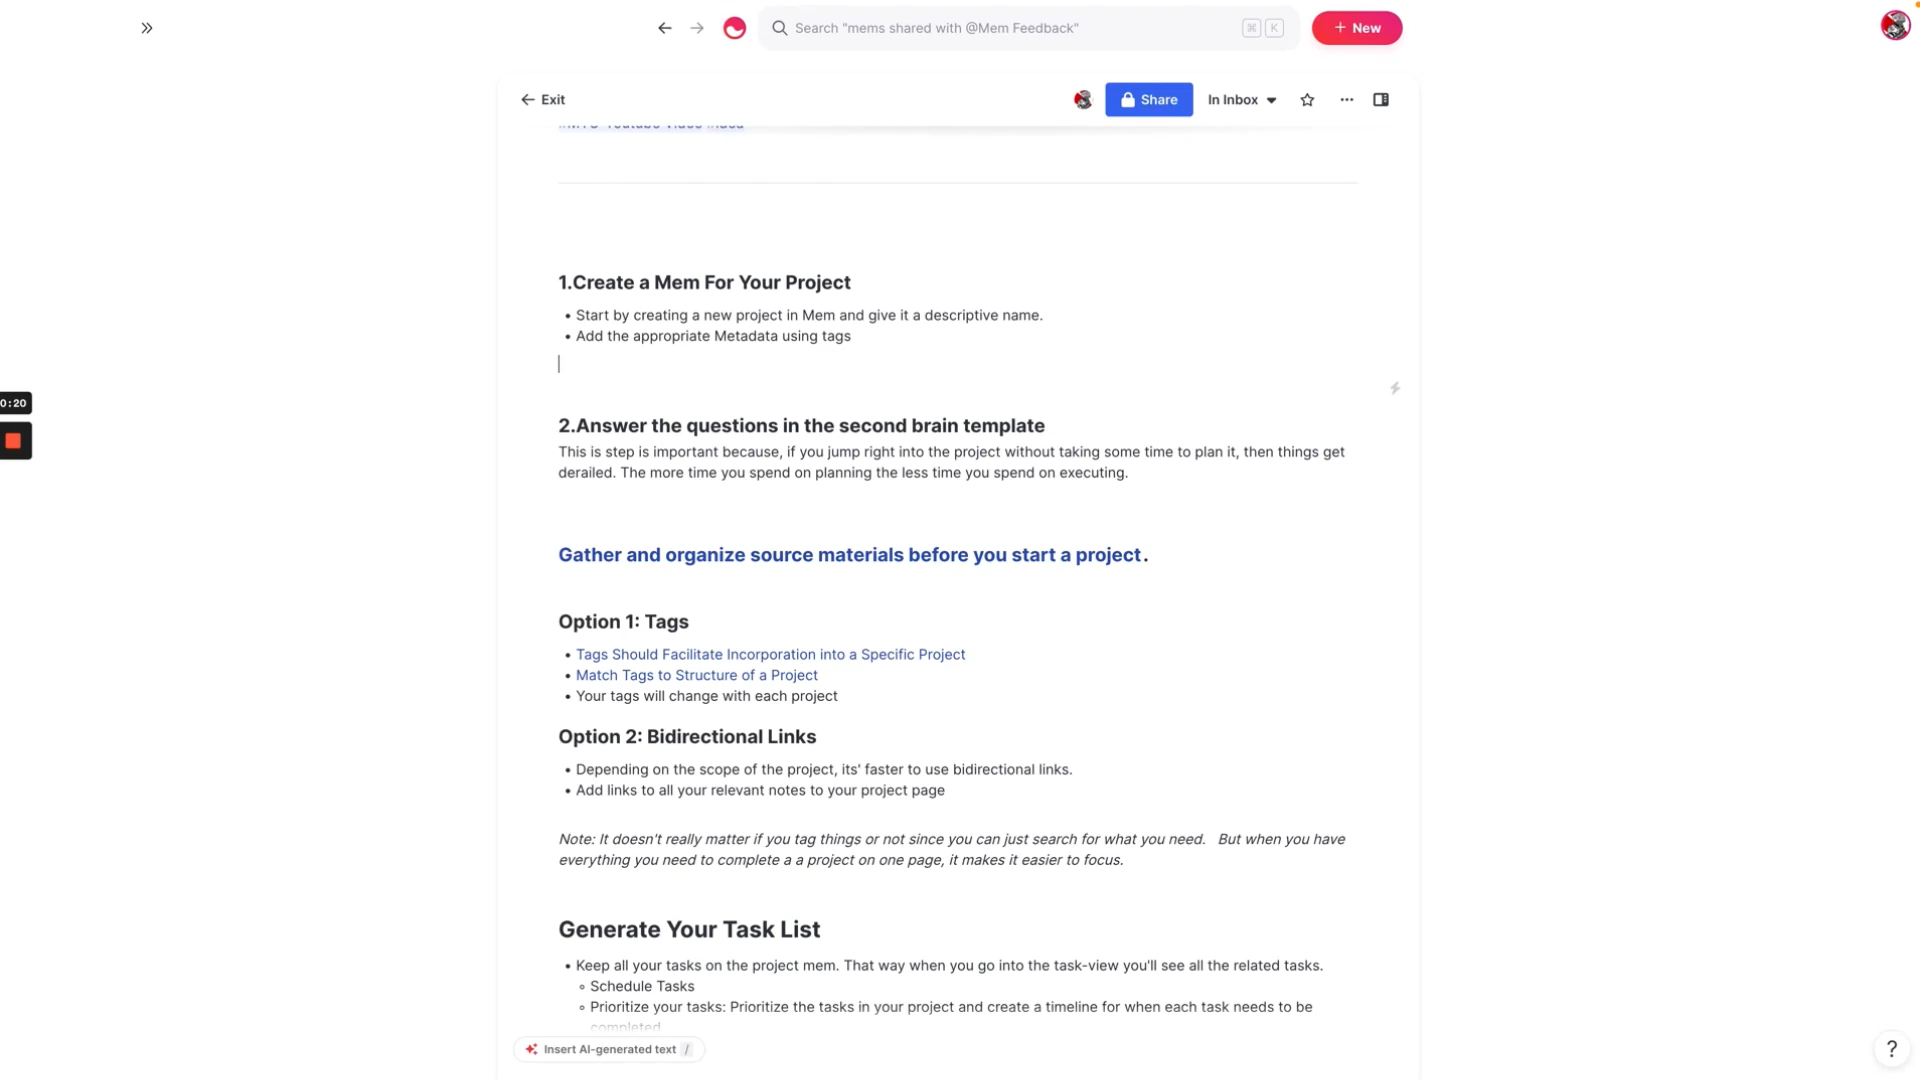 Search "mems shared with @Mem Feedback"
⌘ K
+ New
← Exit
Share
In Inbox
#MTS-Youtube Video #idea
1.Create a Mem For Your Project
• Start by creating a new project in Mem and give it a descriptive name.
• Add the appropriate Metadata using tags
0:20
2.Answer the questions in the second brain template
This is step is important because, if you jump right into the project without taking some time to plan it, then things get
derailed. The more time you spend on planning the less time you spend on executing.
Gather and organize source materials before you start a project.
Option 1: Tags
• Tags Should Facilitate Incorporation into a Specific Project
• Match Tags to Structure of a Project
• Your tags will change with each project
Option 2: Bidirectional Links
• Depending on the scope of the project, its' faster to use bidirectional links.
• Add links to all your relevant notes to your project page
Note: It doesn't really matter if you tag things or not since you can just search for what you need. But when you have
everything you need to complete a a project on one page, it makes it easier to focus.
Generate Your Task List
• Keep all your tasks on the project mem. That way when you go into the task-view you'll see all the related tasks.
◦ Schedule Tasks
◦ Prioritize your tasks: Prioritize the tasks in your project and create a timeline for when each task needs to be
completed
Insert AI-generated text /
?